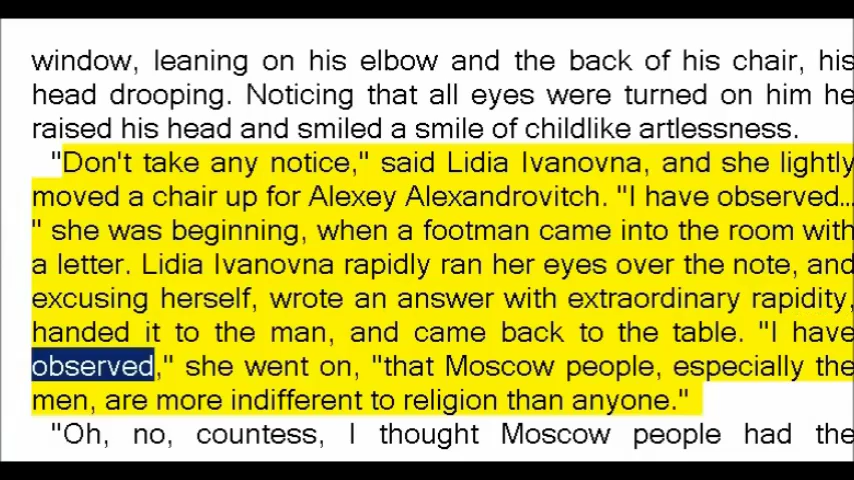 window, leaning on his elbow and the back of his chair, his
head drooping. Noticing that all eyes were turned on him he
raised his head and smiled a smile of childlike artlessness.
"Don't take any notice," said Lidia Ivanovna, and she lightly
moved a chair up for Alexey Alexandrovitch. "I have observed...
" she was beginning, when a footman came into the room with
a letter. Lidia Ivanovna rapidly ran her eyes over the note, and
excusing herself, wrote an answer with extraordinary rapidity,
handed it to the man, and came back to the table. "I have
observed," she went on, "that Moscow people, especially the
men, are more indifferent to religion than anyone."
"Oh, no, countess, I thought Moscow people had the